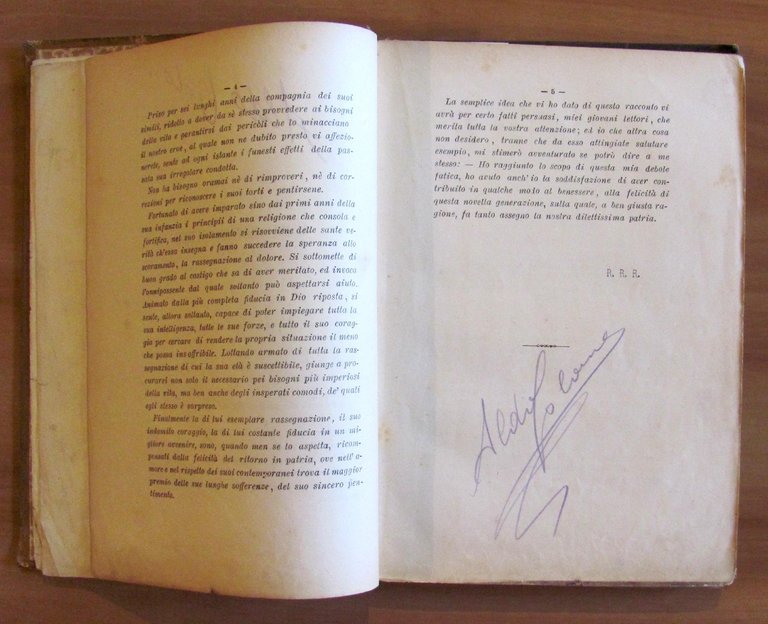 — 4 —
Privo per sei lunghi anni della compagnia dei suoi
simili, ridotto a dover da sè stesso provvedere ai bisogni
della vita e garantirsi dai pericoli che lo minacciano
il nostro eroe, al quale non ne dubito presto vi affezio-
nerete, sente ad ogni istante i funesti effetti della pas-
sata sua irregolare condotta.
Non ha bisogno oramai nè di rimproveri, nè di cor-
rezioni per riconoscere i suoi torti e pentirsene.
Fortunato di avere imparato sino dai primi anni della
sua infanzia i principii di una religione che consola e
fortifica, nel suo isolamento si risovviene delle sante ve-
rità ch'essa insegna e fanno succedere la speranza allo
scoramento, la rassegnazione al dolore. Si sottomette di
buon grado al castigo che sa di aver meritato, ed invoca
l'onnipossente dal quale soltanto può aspettarsi aiuto.
Animato dalla più completa fiducia in Dio riposta, si
sente, allora soltanto, capace di poter impiegare tutta la
sua intelligenza, tutte le sue forze, e tutto il suo corag-
gio per cercare di rendere la propria situazione il meno
che possa insoffribile. Lottando armato di tutta la ras-
segnazione di cui la sua età è suscettibile, giunge a pro-
curarsi non solo il necessario pei bisogni più imperiosi
della vita, ma ben anche degli insperati comodi, de' quali
egli stesso è sorpreso.
Finalmente la di lui esemplare rassegnazione, il suo
indomito coraggio, la di lui costante fiducia in un mi-
gliore avvenire, sono, quando men se lo aspetta, ricom-
pensati dalla felicità del ritorno in patria, ove nell'a-
more e nel rispetto dei suoi contemporanei trova il maggior
premio delle sue lunghe sofferenze, del suo sincero pen-
timento.
— 5 —
La semplice idea che vi ho dato di questo racconto vi
avrà per certo fatti persuasi, miei giovani lettori, che
merita tutta la vostra attenzione; ed io che altra cosa
non desidero, tranne che da esso attingiate salutare
esempio, mi stimerò avventurato se potrò dire a me
stesso: — Ho raggiunto lo scopo di questa mia debole
fatica, ho avuto anch'io la soddisfazione di aver con-
tribuito in qualche modo al benessere, alla felicità di
questa novella generazione, sulla quale, a ben giusta ra-
gione, fa tanto assegno la nostra dilettissima patria.
R. R. R.
Aldo